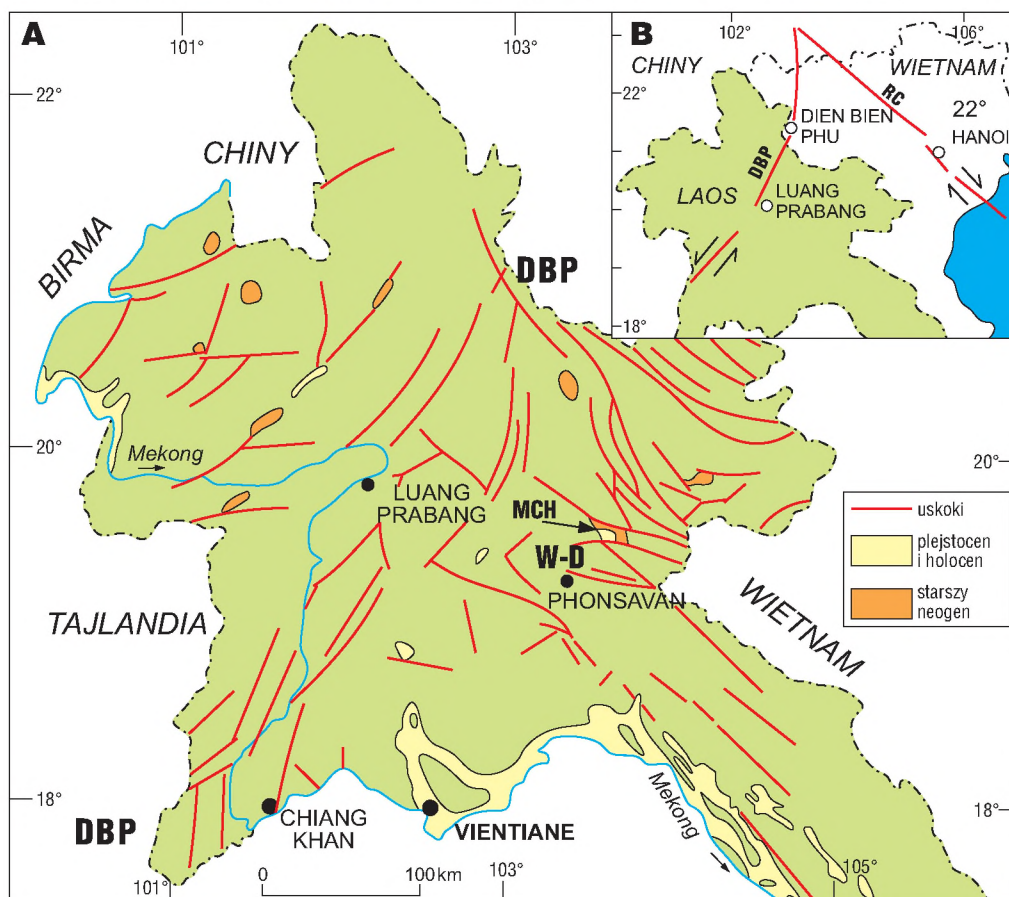 A
101°
103°
22°
CHINY
BIRMA
DBP
20°
Mekong
LUANG
PRABANG
MCH
W-D
PHONSAVAN
20°
TAJLANDIA
WIETNAM
18°
DBP
CHIANG
KHAN
VIENTIANE
Mekong
18°
101°
0
100 km
103°
105°
B
102°
106°
CHINY
WIETNAM
22°
RC
22°
DIEN BIEN
PHU
HANOI
DBP
LAOS
LUANG
PRABANG
18°
uskoki
plejstocen
i holocen
starszy
neogen